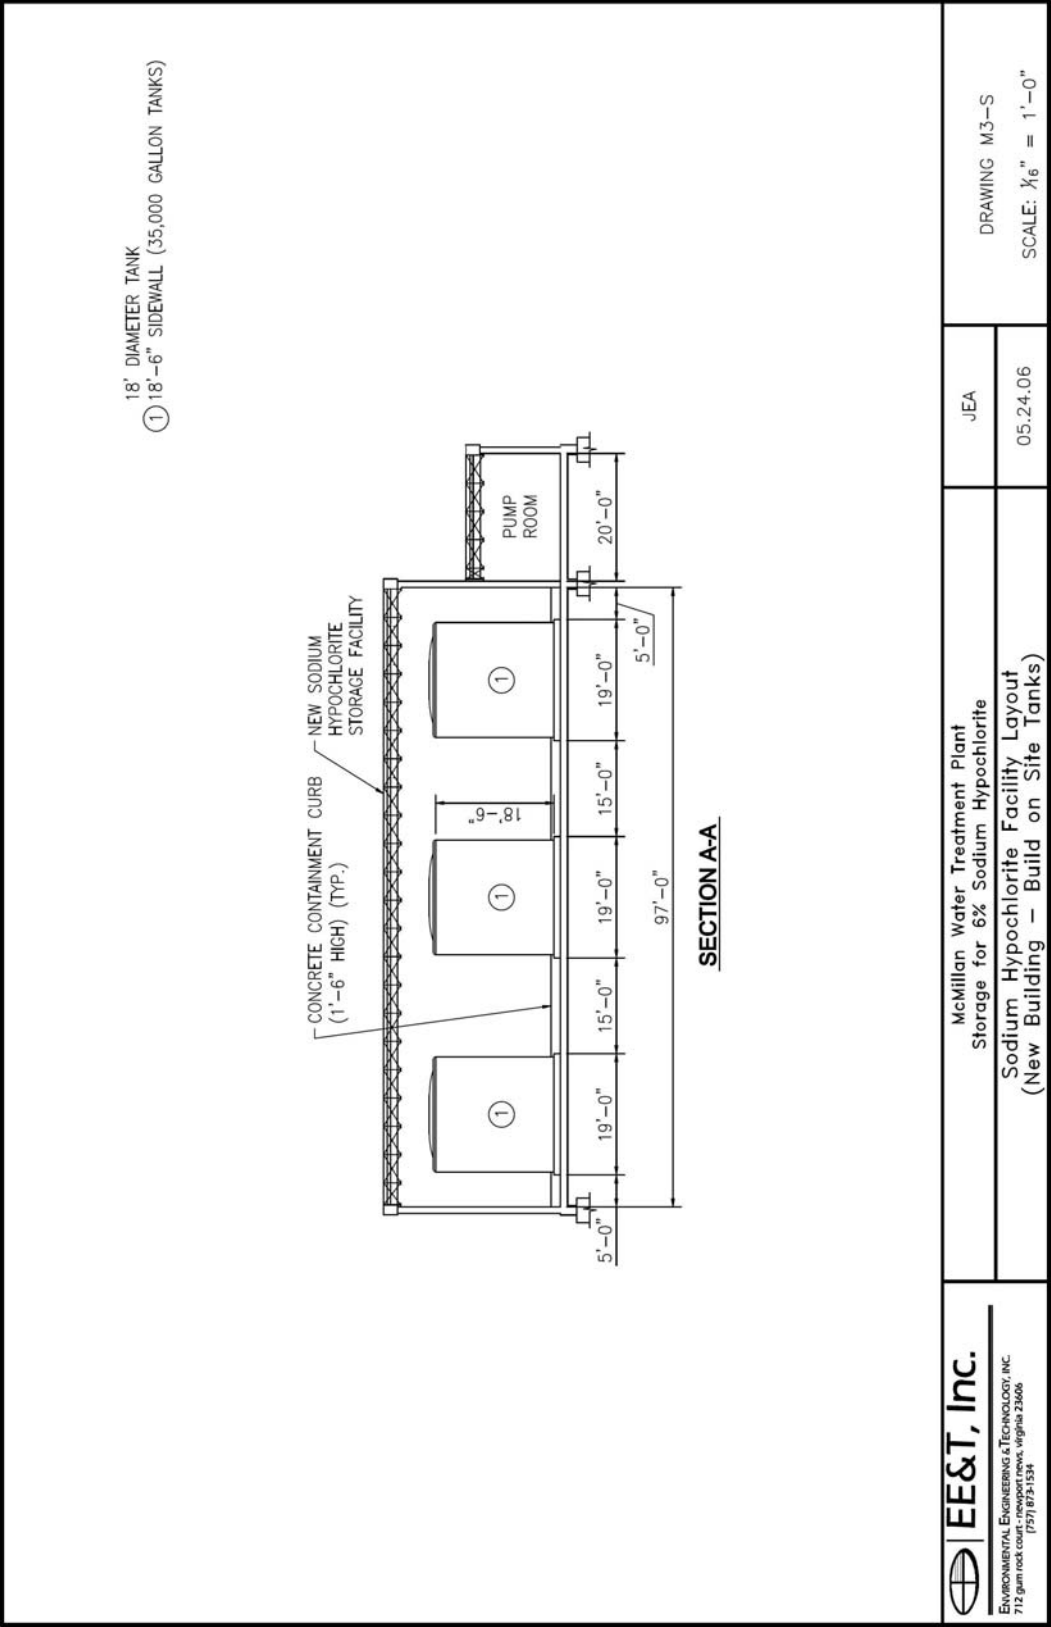 18' DIAMETER TANK
1 18'-6" SIDEWALL (35,000 GALLON TANKS)
CONCRETE CONTAINMENT CURB
(1'-6" HIGH) (TYP.)
NEW SODIUM
HYPOCHLORITE
STORAGE FACILITY
PUMP
ROOM
1
1
1
18'-6"
5'-0"
19'-0"
15'-0"
19'-0"
15'-0"
19'-0"
5'-0"
20'-0"
97'-0"
SECTION A-A
EE&T, Inc.
ENVIRONMENTAL ENGINEERING & TECHNOLOGY, INC.
712 gum rock court - newport news, virginia 23606
(757) 873-1534
McMillan Water Treatment Plant
Storage for 6% Sodium Hypochlorite
Sodium Hypochlorite Facility Layout
(New Building – Build on Site Tanks)
JEA
05.24.06
DRAWING M3-S
SCALE: 1/16" = 1'-0"